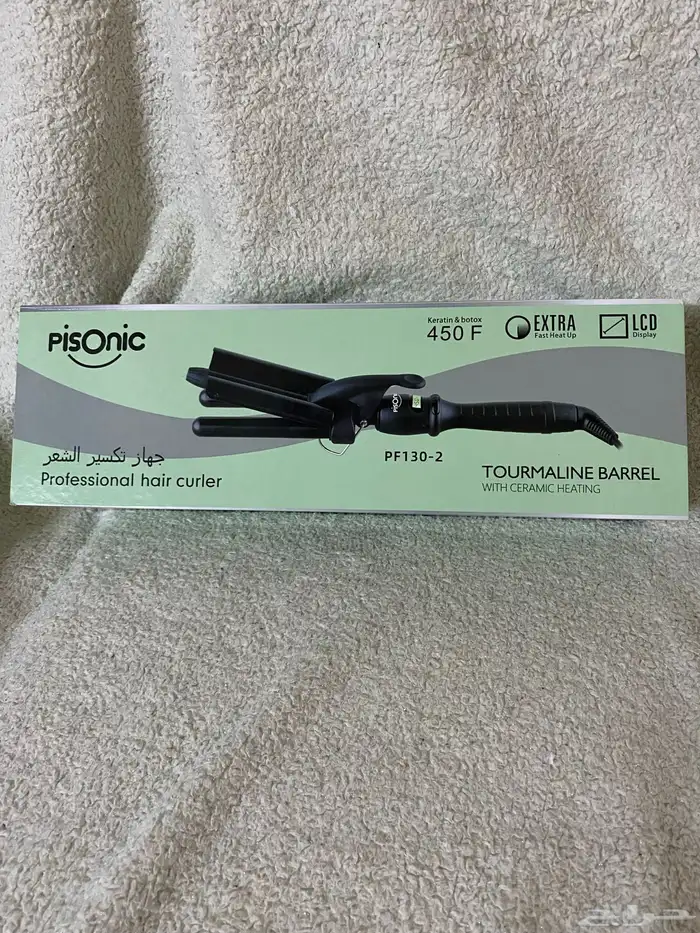 pisonic
Keratin & botox
450 F
EXTRA
Fast Heat Up
LCD
Display
pisonic
PF130-2
جهاز تكسير الشعر
Professional hair curler
TOURMALINE BARREL
WITH CERAMIC HEATING
حراج